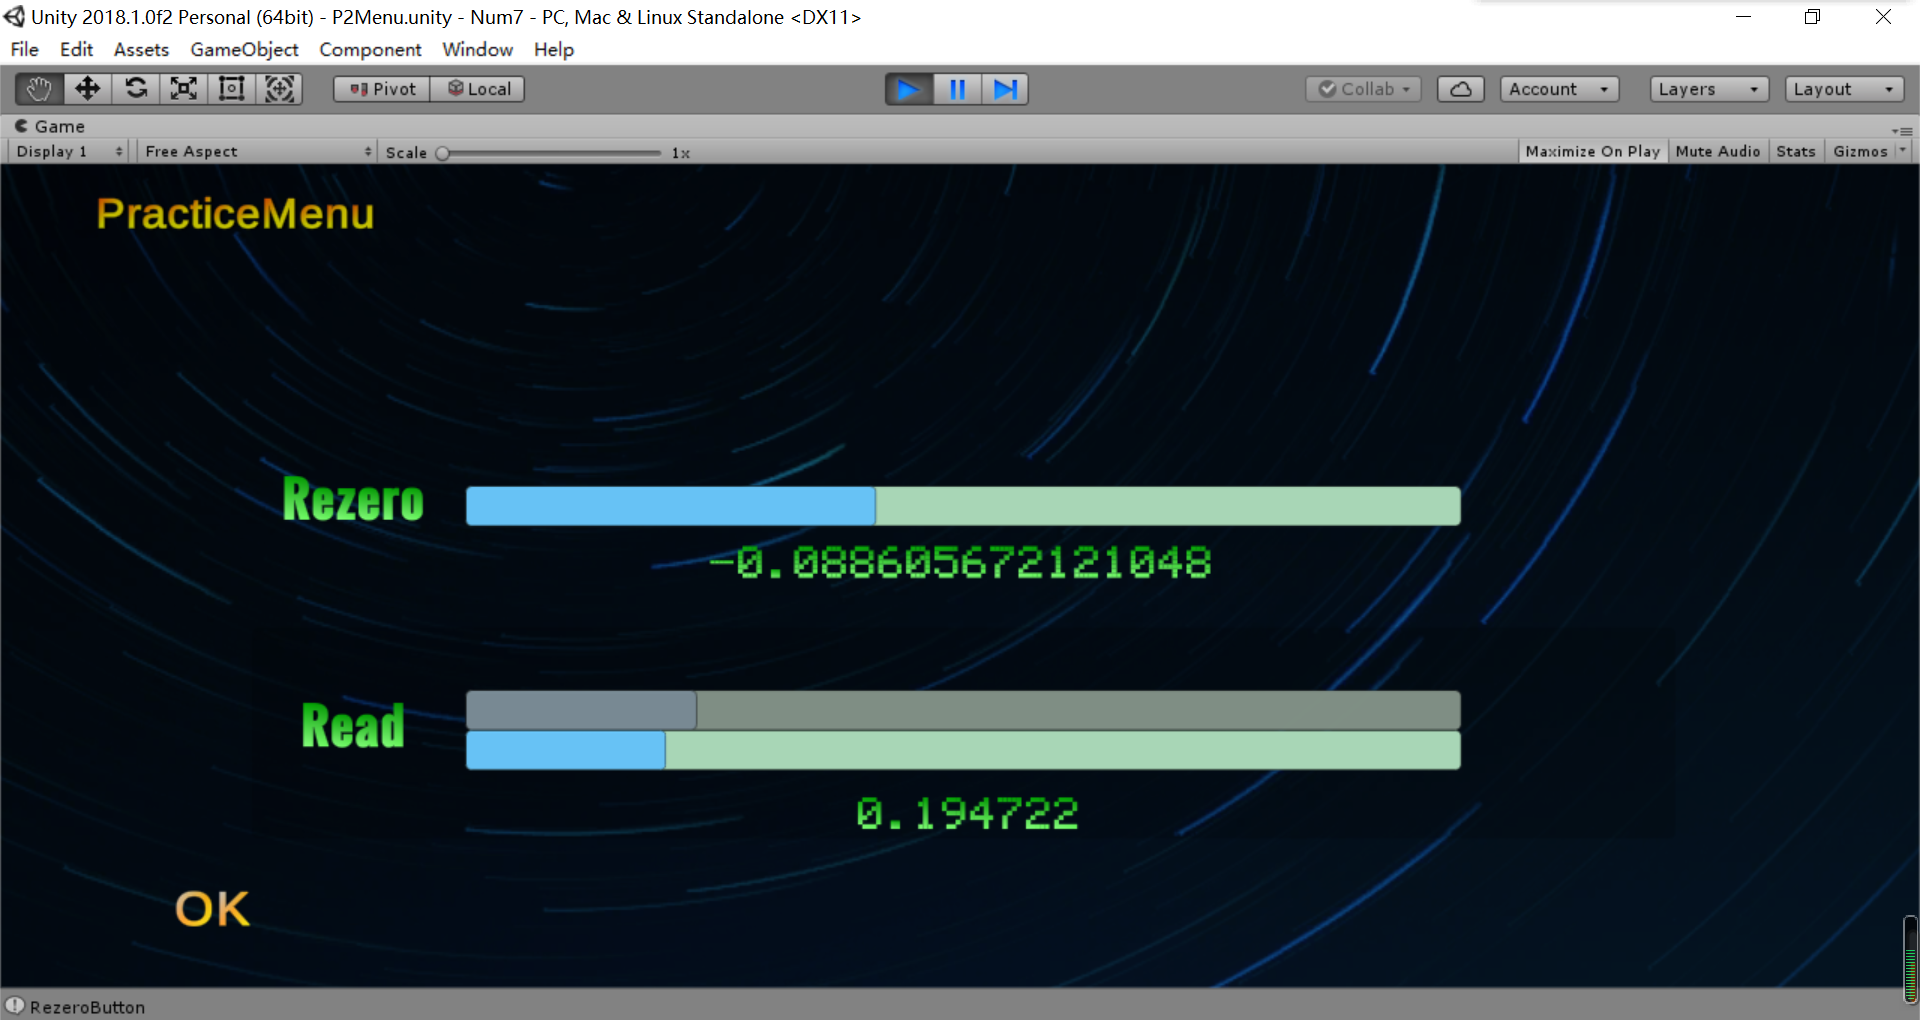 Unity 2018.1.0f2 Personal (64bit) - P2Menu.unity - Num7 - PC, Mac & Linux Standalone <DX11>
File Edit Assets GameObject Component Window Help
Pivot Local Collab Account Layers Layout
Game
Display 1 Free Aspect Scale 1x Maximize On Play Mute Audio Stats Gizmos
PracticeMenu
Rezero
-0.088605672121048
Read
0.194722
OK
RezeroButton